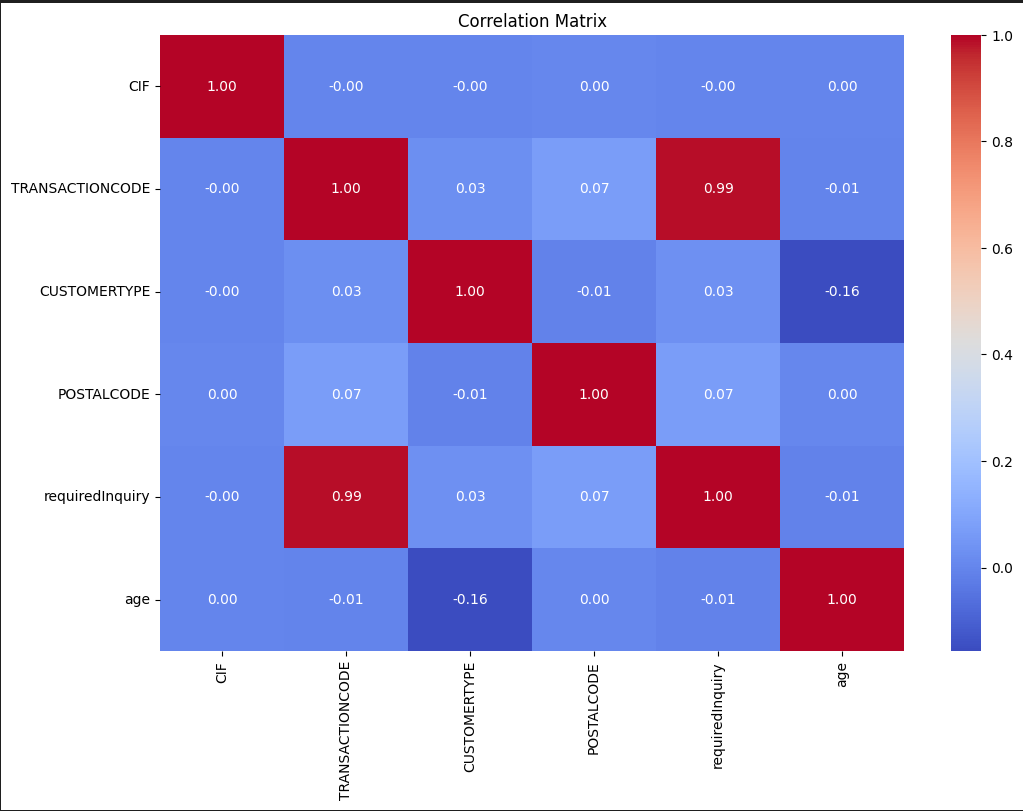 Correlation Matrix
CIF 1.00 -0.00 -0.00 0.00 -0.00 0.00
TRANSACTIONCODE -0.00 1.00 0.03 0.07 0.99 -0.01
CUSTOMERTYPE -0.00 0.03 1.00 -0.01 0.03 -0.16
POSTALCODE 0.00 0.07 -0.01 1.00 0.07 0.00
requiredInquiry -0.00 0.99 0.03 0.07 1.00 -0.01
age 0.00 -0.01 -0.16 0.00 -0.01 1.00
CIF
TRANSACTIONCODE
CUSTOMERTYPE
POSTALCODE
requiredInquiry
age
1.0
0.8
0.6
0.4
0.2
0.0